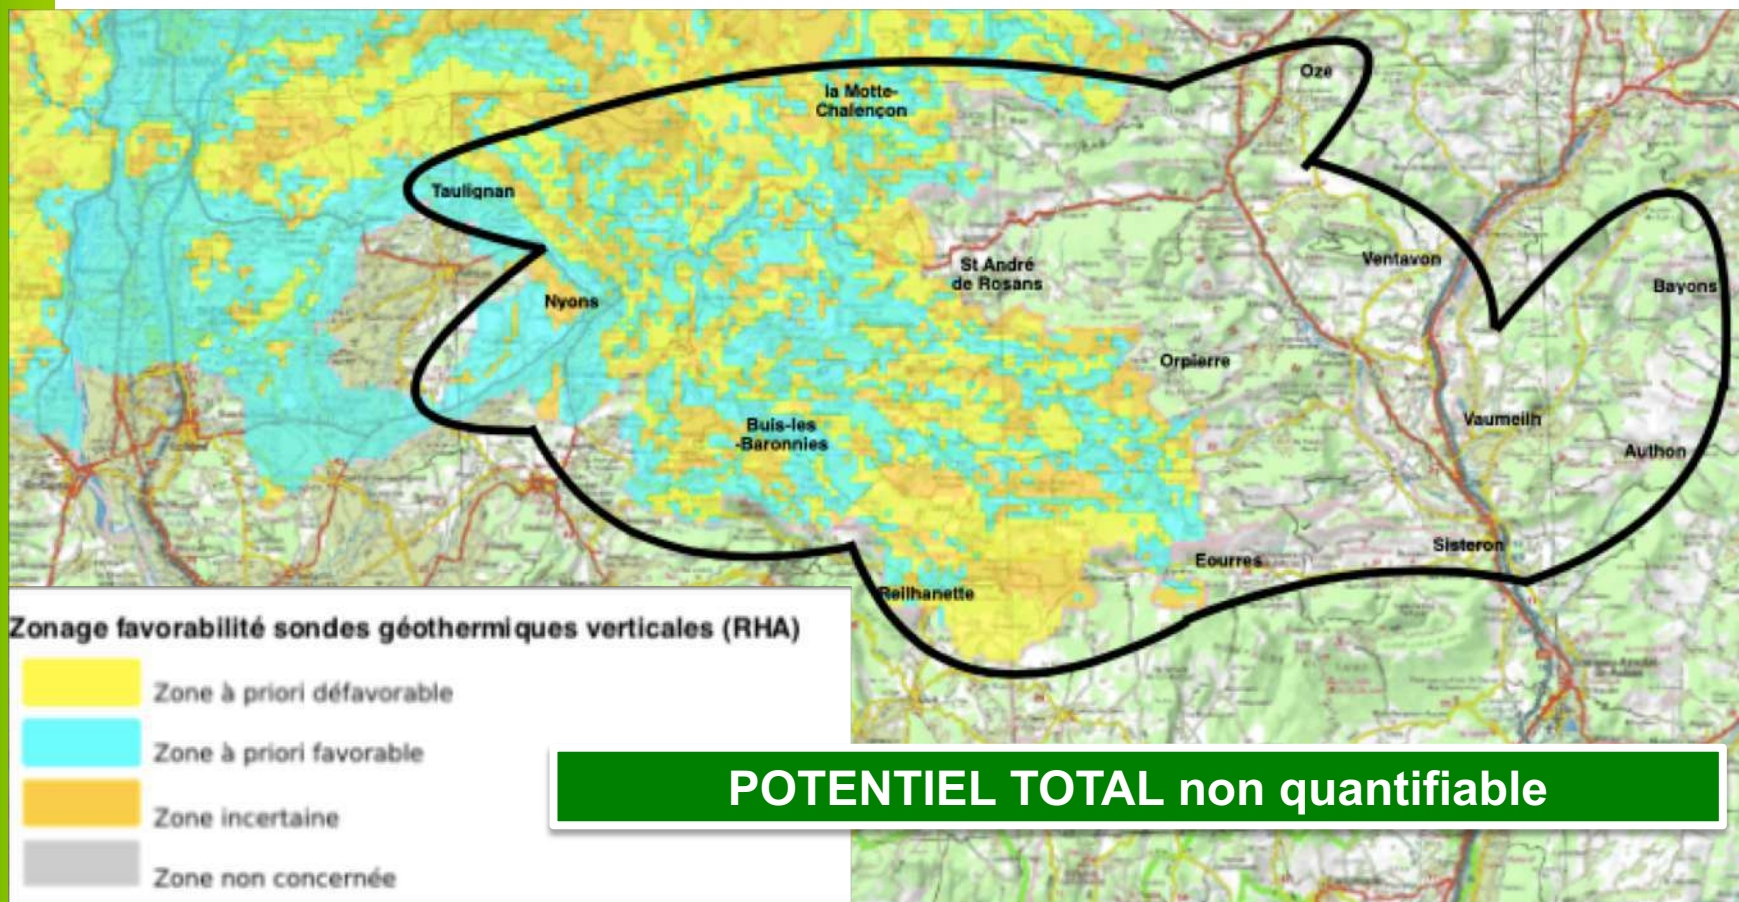 Oze
la Motte-
Chalençon
Taulignan
St André
de Rosans
Ventavon
Bayons
Nyons
Orpierre
Buis-les
-Baronnies
Vaumeilh
Authon
Sisteron
Eourres
Reilhanette
Zonage favorabilité sondes géothermiques verticales (RHA)
Zone à priori défavorable
Zone à priori favorable
Zone incertaine
Zone non concernée
POTENTIEL TOTAL non quantifiable